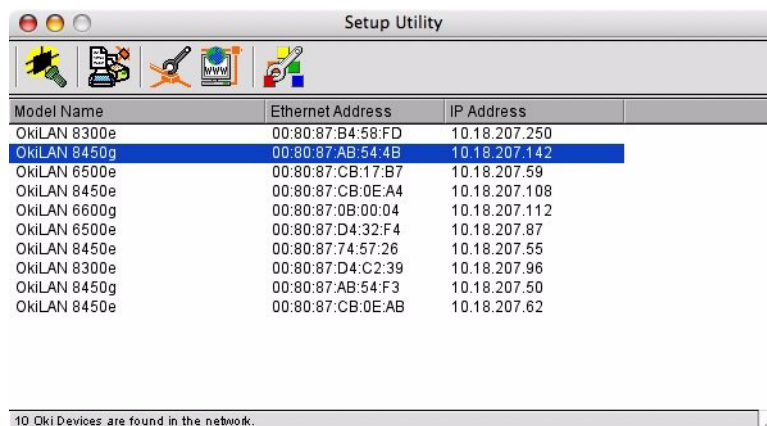 Setup Utility
WWW
Model Name Ethernet Address IP Address
OkiLAN 8300e 00:80:87:B4:58:FD 10.18.207.250
OkiLAN 8450g 00:80:87:AB:54:4B 10.18.207.142
OkiLAN 6500e 00:80:87:CB:17:B7 10.18.207.59
OkiLAN 8450e 00:80:87:CB:0E:A4 10.18.207.108
OkiLAN 6600g 00:80:87:0B:00:04 10.18.207.112
OkiLAN 6500e 00:80:87:D4:32:F4 10.18.207.87
OkiLAN 8450e 00:80:87:74:57:26 10.18.207.55
OkiLAN 8300e 00:80:87:D4:C2:39 10.18.207.96
OkiLAN 8450g 00:80:87:AB:54:F3 10.18.207.50
OkiLAN 8450e 00:80:87:CB:0E:AB 10.18.207.62
10 Oki Devices are found in the network.